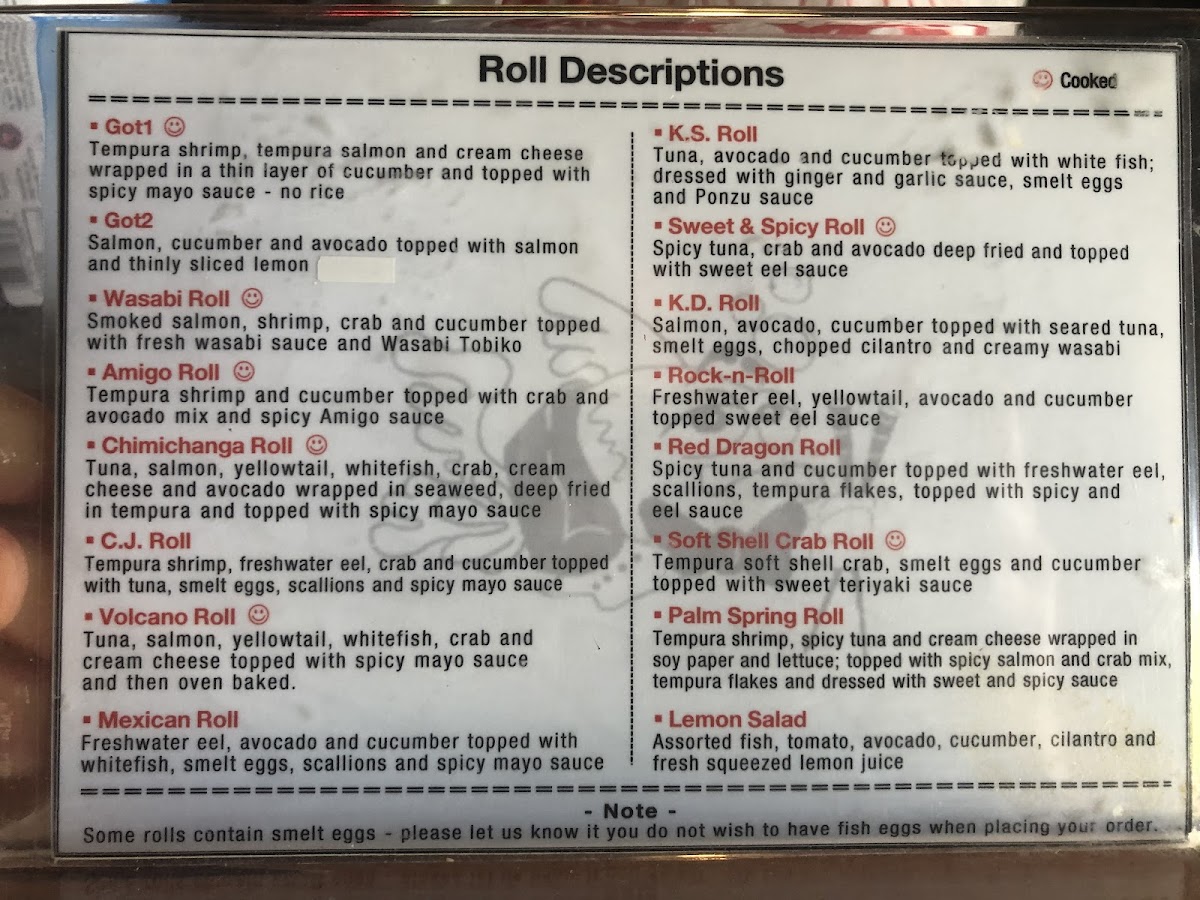 Roll Descriptions
☺ Cooked
▪ Got1 ☺
Tempura shrimp, tempura salmon and cream cheese
wrapped in a thin layer of cucumber and topped with
spicy mayo sauce - no rice
▪ Got2
Salmon, cucumber and avocado topped with salmon
and thinly sliced lemon
▪ Wasabi Roll ☺
Smoked salmon, shrimp, crab and cucumber topped
with fresh wasabi sauce and Wasabi Tobiko
▪ Amigo Roll ☺
Tempura shrimp and cucumber topped with crab and
avocado mix and spicy Amigo sauce
▪ Chimichanga Roll ☺
Tuna, salmon, yellowtail, whitefish, crab, cream
cheese and avocado wrapped in seaweed, deep fried
in tempura and topped with spicy mayo sauce
▪ C.J. Roll
Tempura shrimp, freshwater eel, crab and cucumber topped
with tuna, smelt eggs, scallions and spicy mayo sauce
▪ Volcano Roll ☺
Tuna, salmon, yellowtail, whitefish, crab and
cream cheese topped with spicy mayo sauce
and then oven baked.
▪ Mexican Roll
Freshwater eel, avocado and cucumber topped with
whitefish, smelt eggs, scallions and spicy mayo sauce
▪ K.S. Roll
Tuna, avocado and cucumber topped with white fish;
dressed with ginger and garlic sauce, smelt eggs
and Ponzu sauce
▪ Sweet & Spicy Roll ☺
Spicy tuna, crab and avocado deep fried and topped
with sweet eel sauce
▪ K.D. Roll
Salmon, avocado, cucumber topped with seared tuna,
smelt eggs, chopped cilantro and creamy wasabi
▪ Rock-n-Roll
Freshwater eel, yellowtail, avocado and cucumber
topped sweet eel sauce
▪ Red Dragon Roll
Spicy tuna and cucumber topped with freshwater eel,
scallions, tempura flakes, topped with spicy and
eel sauce
▪ Soft Shell Crab Roll ☺
Tempura soft shell crab, smelt eggs and cucumber
topped with sweet teriyaki sauce
▪ Palm Spring Roll
Tempura shrimp, spicy tuna and cream cheese wrapped in
soy paper and lettuce; topped with spicy salmon and crab mix,
tempura flakes and dressed with sweet and spicy sauce
▪ Lemon Salad
Assorted fish, tomato, avocado, cucumber, cilantro and
fresh squeezed lemon juice
- Note -
Some rolls contain smelt eggs - please let us know it you do not wish to have fish eggs when placing your order.